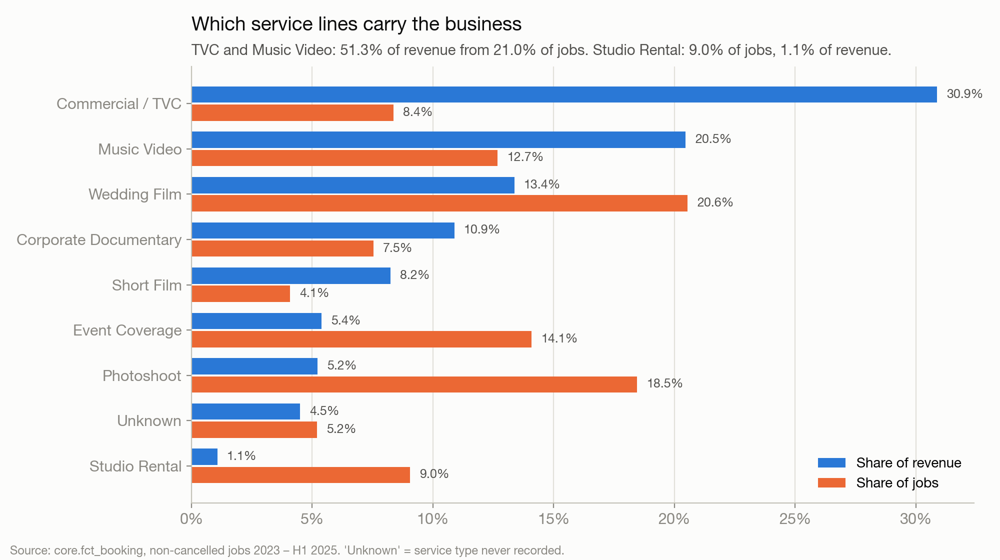 Which service lines carry the business
TVC and Music Video: 51.3% of revenue from 21.0% of jobs. Studio Rental: 9.0% of jobs, 1.1% of revenue.
Commercial / TVC
30.9%
8.4%
Music Video
20.5%
12.7%
Wedding Film
13.4%
20.6%
Corporate Documentary
10.9%
7.5%
Short Film
8.2%
4.1%
Event Coverage
5.4%
14.1%
Photoshoot
5.2%
18.5%
Unknown
4.5%
5.2%
Studio Rental
1.1%
9.0%
Share of revenue
Share of jobs
0% 5% 10% 15% 20% 25% 30%
Source: core.fct_booking, non-cancelled jobs 2023 – H1 2025. 'Unknown' = service type never recorded.